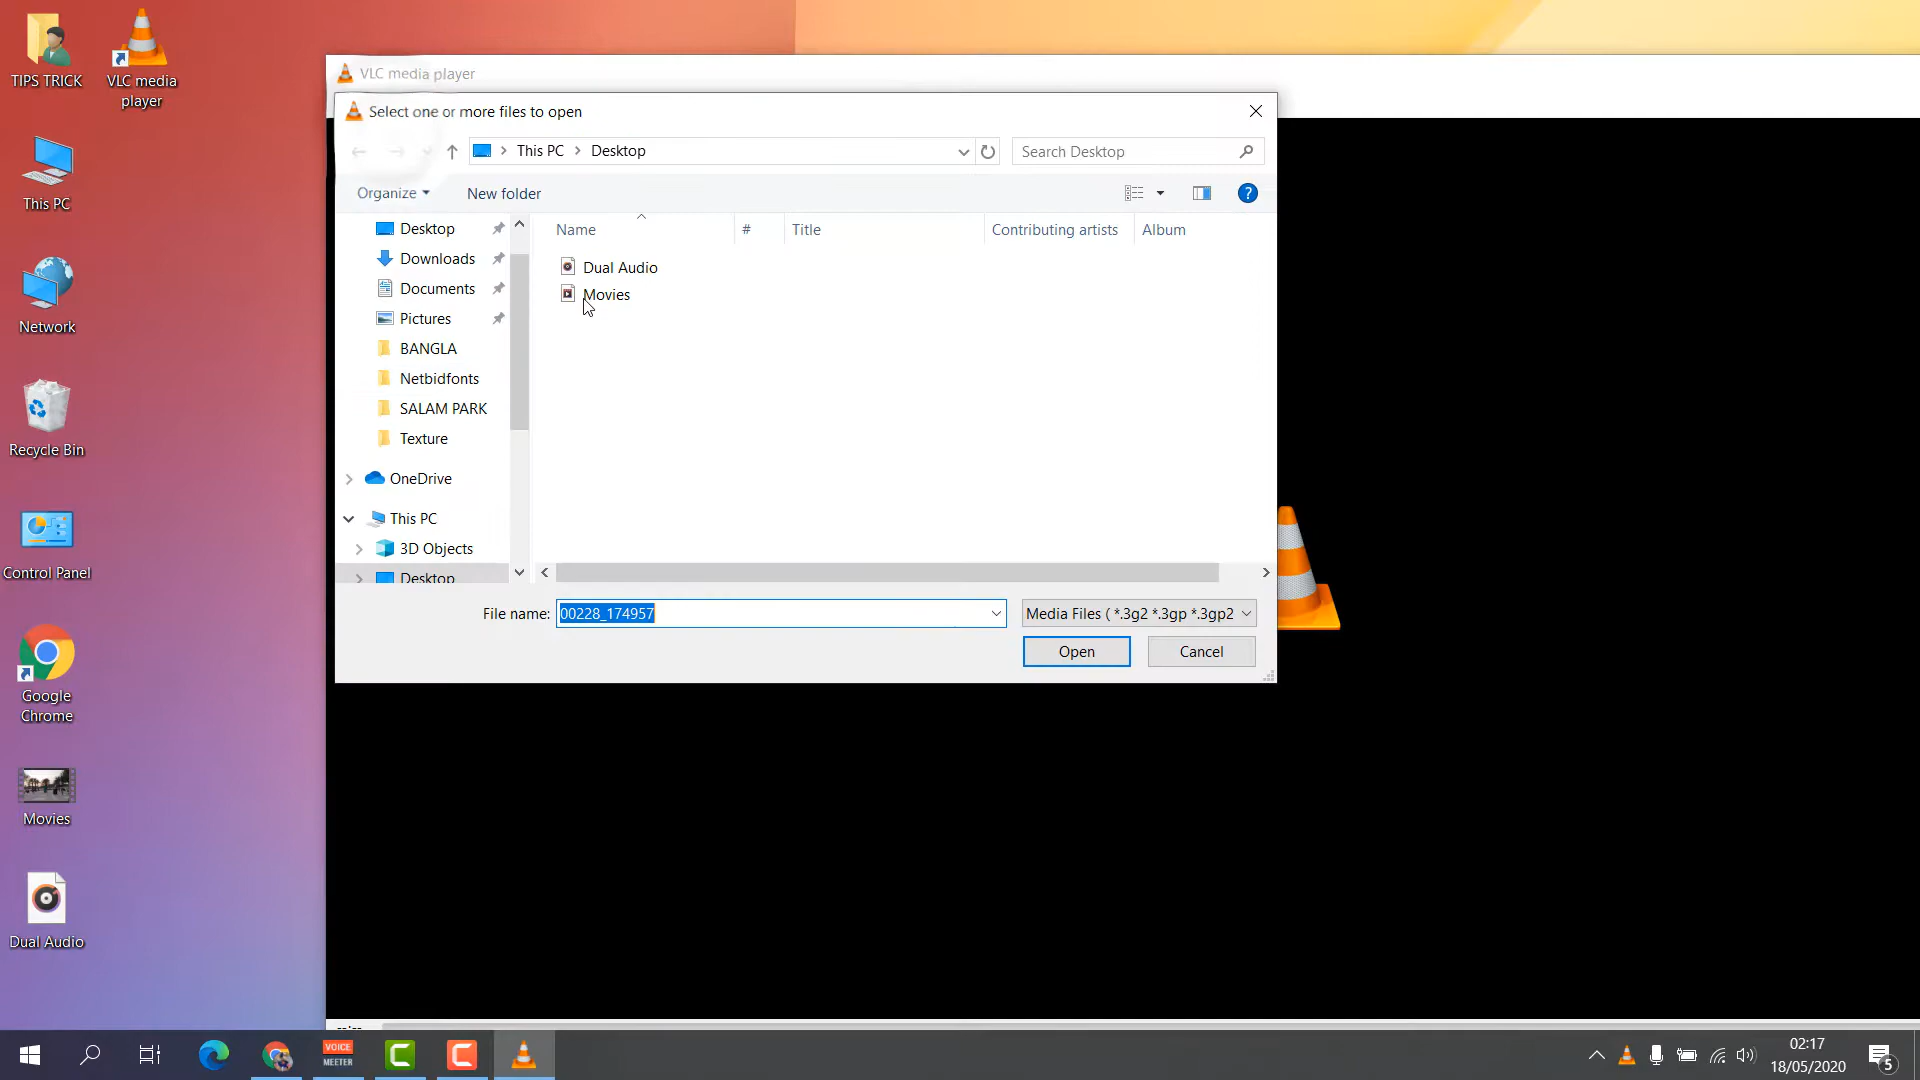 TIPS TRICK
VLC media
player
This PC
Network
Recycle Bin
Control Panel
Google
Chrome
Movies
Dual Audio
VLC media player
Select one or more files to open
This PC
Desktop
Search Desktop
Organize
New folder
?
Desktop
Downloads
Documents
Pictures
BANGLA
Netbidfonts
SALAM PARK
Texture
OneDrive
This PC
3D Objects
Desktop
Name
#
Title
Contributing artists
Album
Dual Audio
Movies
File name:
00228_174957
Media Files ( *.3g2 *.3gp *.3gp2
Open
Cancel
VOICE
MEETER
02:17
18/05/2020
5